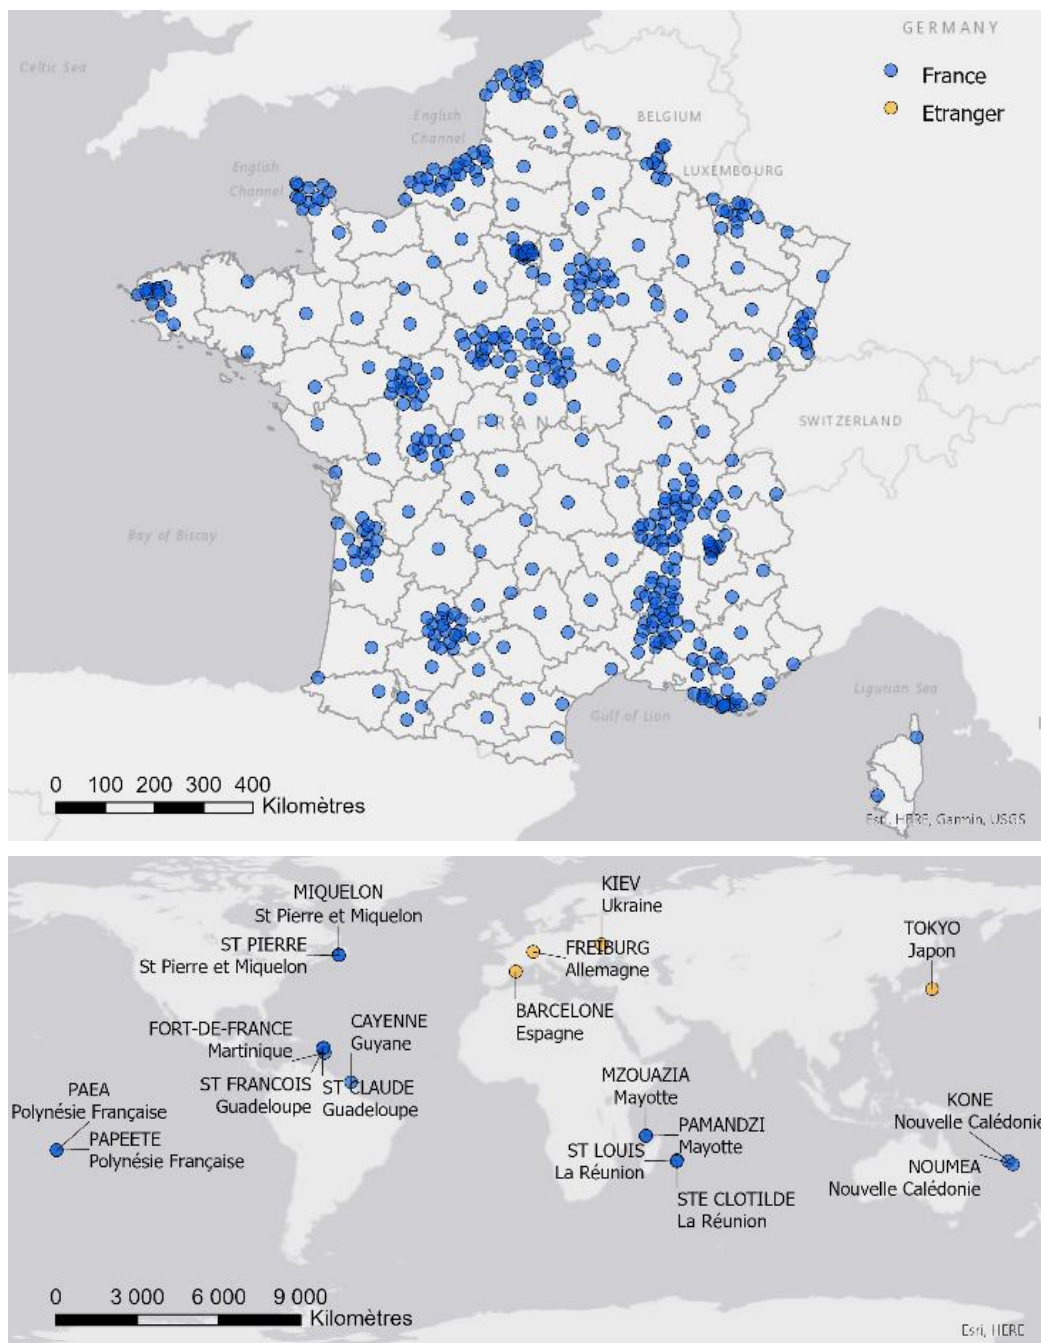 GERMANY
Celtic Sea
France
Etranger
English
Channel
BELGIUM
English
Channel
LUXEMBOURG
FRANCE
SWITZERLAND
Bay of Biscay
Ligurian Sea
Gulf of Lion
0 100 200 300 400
Kilomètres
Esri, HERE, Garmin, USGS
MIQUELON
St Pierre et Miquelon
ST PIERRE
St Pierre et Miquelon
KIEV
Ukraine
FREIBURG
Allemagne
TOKYO
Japon
BARCELONE
Espagne
FORT-DE-FRANCE
Martinique
CAYENNE
Guyane
ST FRANCOIS
Guadeloupe
ST CLAUDE
Guadeloupe
PAEA
Polynésie Française
PAPEETE
Polynésie Française
MZOUAZIA
Mayotte
PAMANDZI
Mayotte
ST LOUIS
La Réunion
STE CLOTILDE
La Réunion
KONE
Nouvelle Calédonie
NOUMEA
Nouvelle Calédonie
0 3 000 6 000 9 000
Kilomètres
Esri, HERE